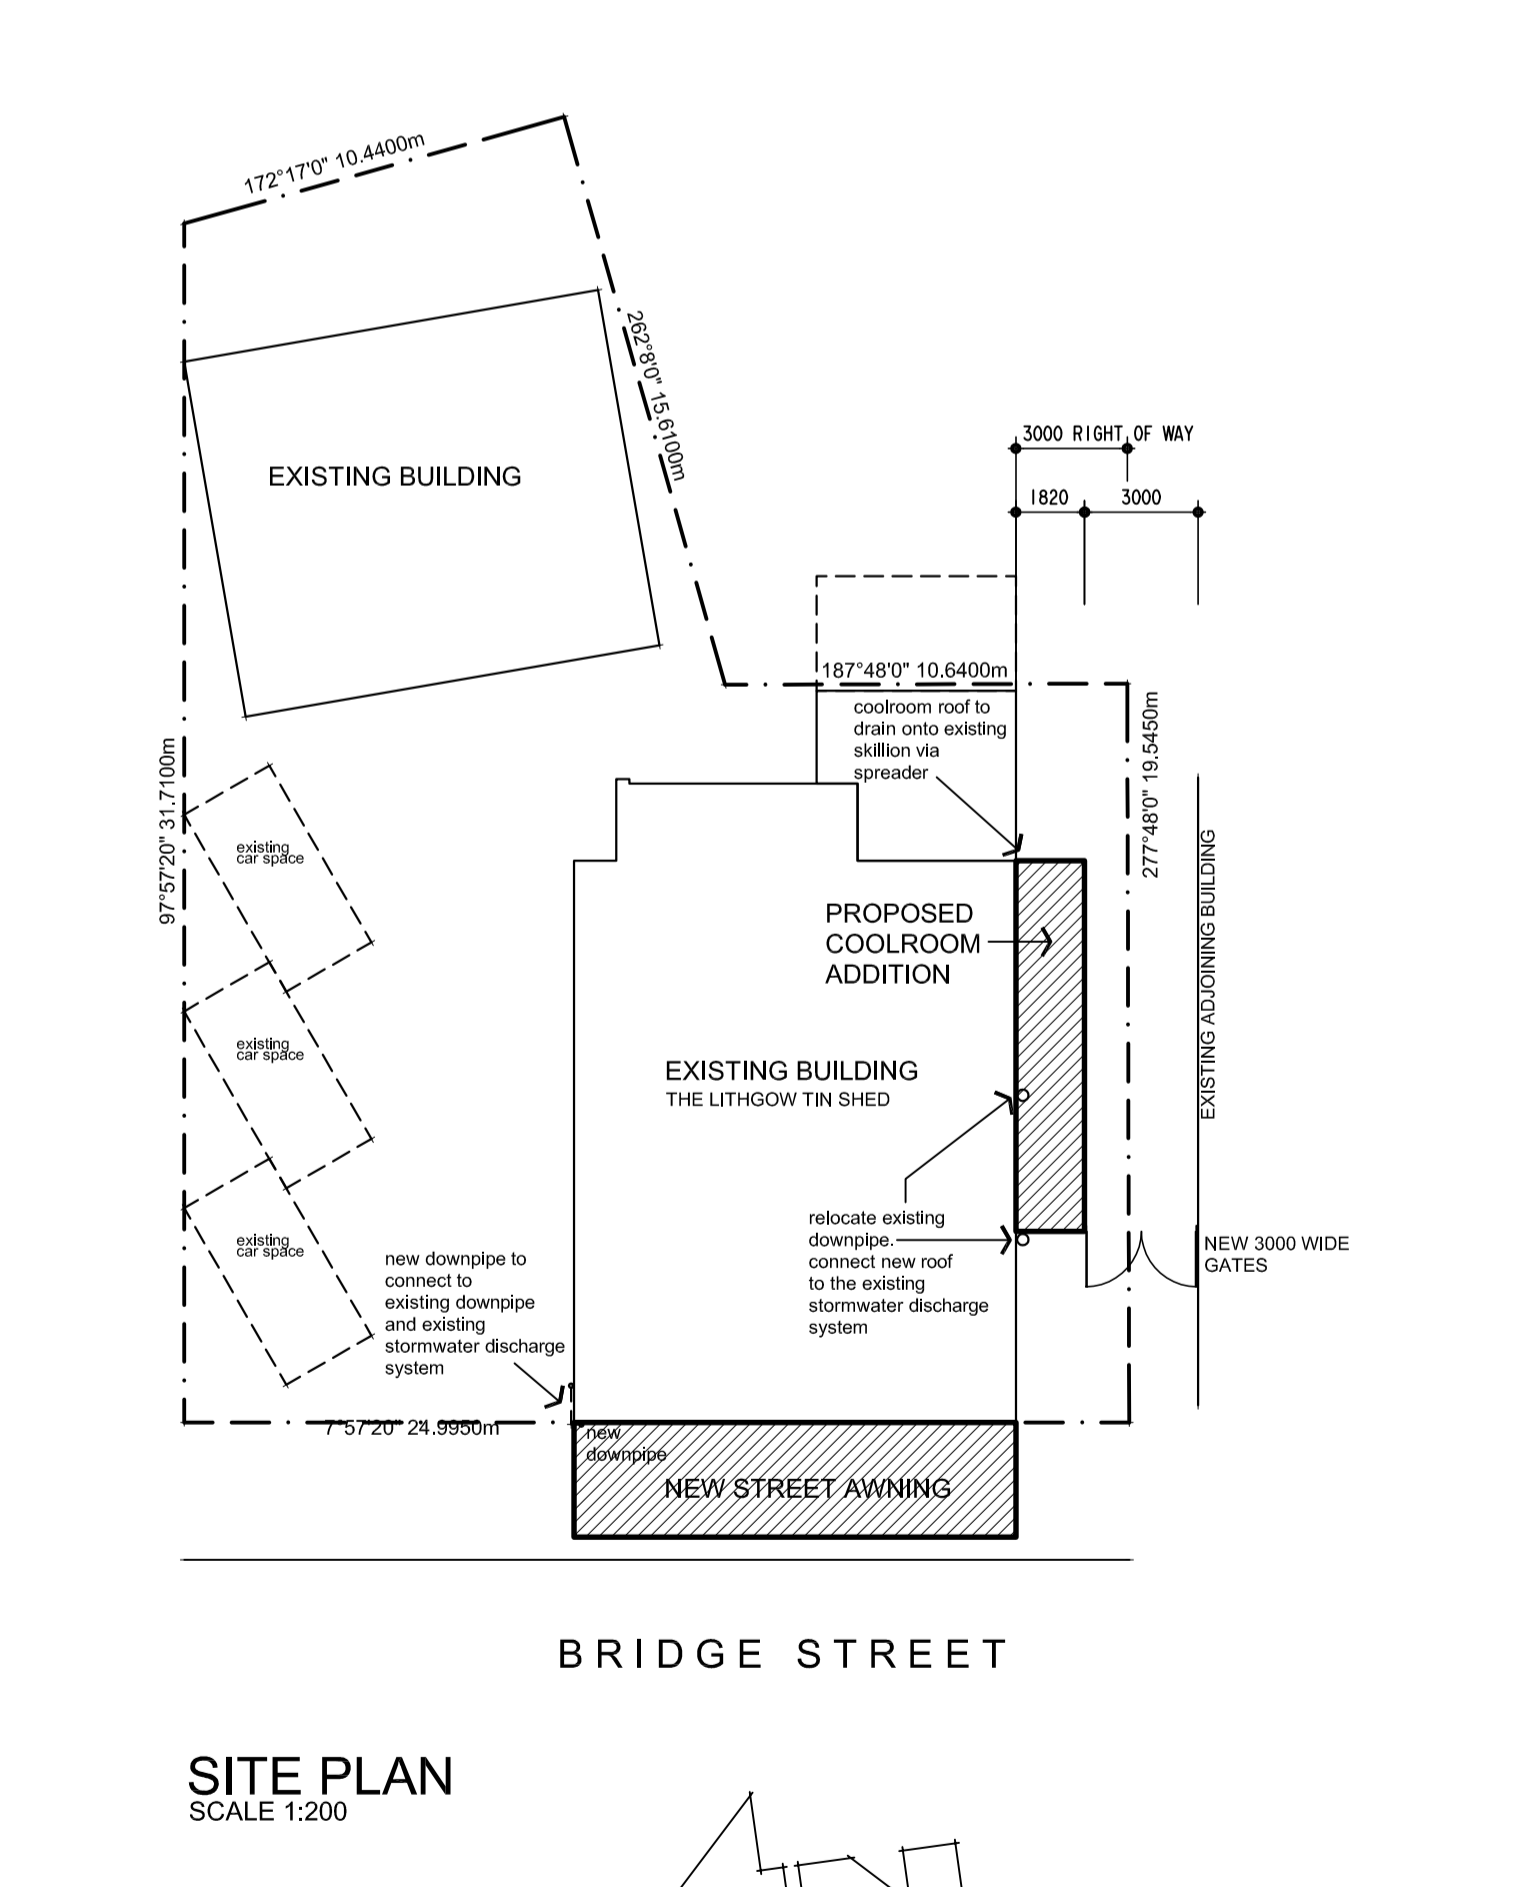 172°17'0" 10.4400m
262°8'0" 15.6100m
EXISTING BUILDING
3000 RIGHT OF WAY
1820
3000
187°48'0" 10.6400m
coolroom roof to
drain onto existing
skillion via
spreader
277°48'0" 19.5450m
97°57'20" 31.7100m
existing
car space
EXISTING ADJOINING BUILDING
PROPOSED
COOLROOM
ADDITION
existing
car space
EXISTING BUILDING
THE LITHGOW TIN SHED
relocate existing
downpipe.
connect new roof
to the existing
stormwater discharge
system
NEW 3000 WIDE
GATES
existing
car space
new downpipe to
connect to
existing downpipe
and existing
stormwater discharge
system
7°57'20" 24.9950m
new
downpipe
NEW STREET AWNING
BRIDGE STREET
SITE PLAN
SCALE 1:200